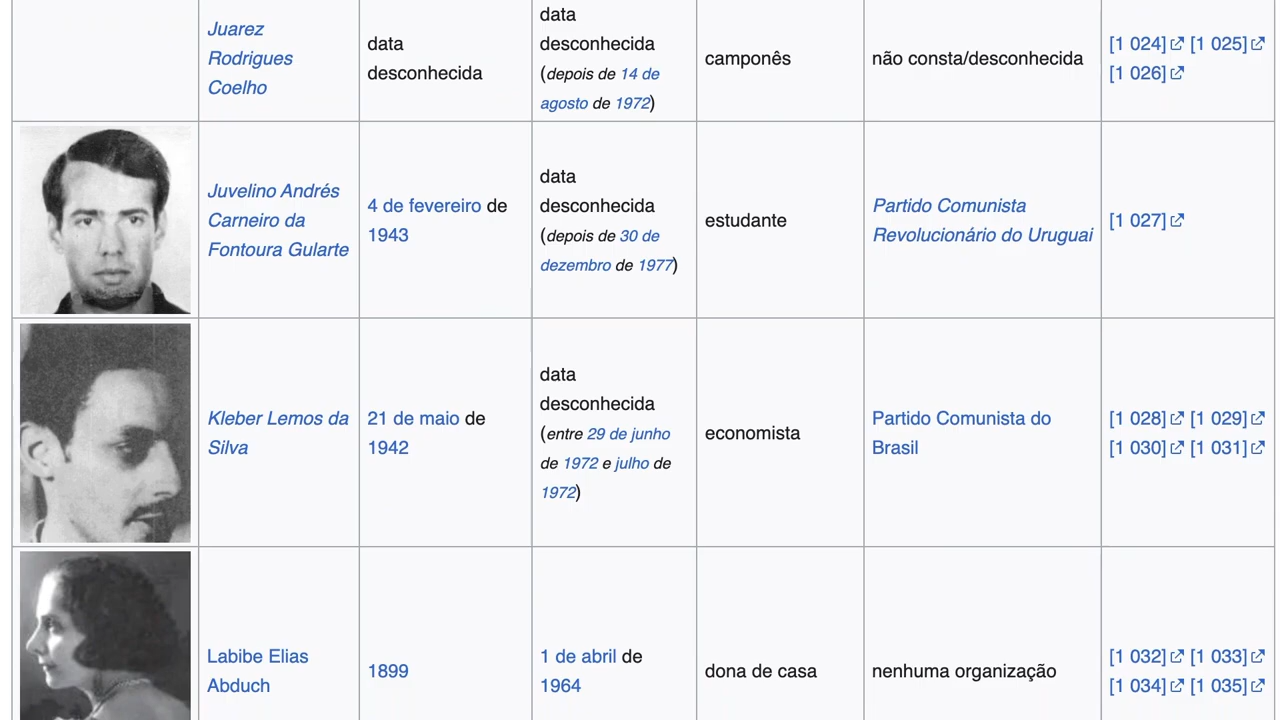 Juarez
Rodrigues
Coelho
data
desconhecida
data
desconhecida
(depois de 14 de
agosto de 1972)
camponês
não consta/desconhecida
[1 024] [1 025]
[1 026]
Juvelino Andrés
Carneiro da
Fontoura Gularte
4 de fevereiro de
1943
data
desconhecida
(depois de 30 de
dezembro de 1977)
estudante
Partido Comunista
Revolucionário do Uruguai
[1 027]
Kleber Lemos da
Silva
21 de maio de
1942
data
desconhecida
(entre 29 de junho
de 1972 e julho de
1972)
economista
Partido Comunista do
Brasil
[1 028] [1 029]
[1 030] [1 031]
Labibe Elias
Abduch
1899
1 de abril de
1964
dona de casa
nenhuma organização
[1 032] [1 033]
[1 034] [1 035]